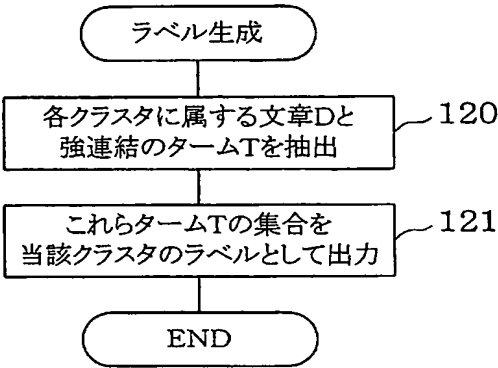 ラベル生成
各クラスタに属する文章Dと
強連結のタームTを抽出
120
これらタームTの集合を
当該クラスタのラベルとして出力
121
END